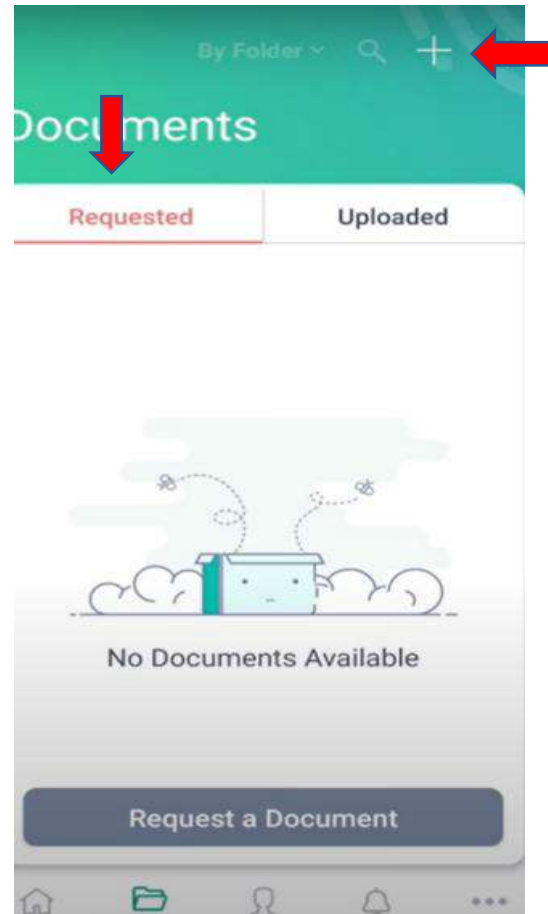 By Folder
Documents
Requested
Uploaded
No Documents Available
Request a Document